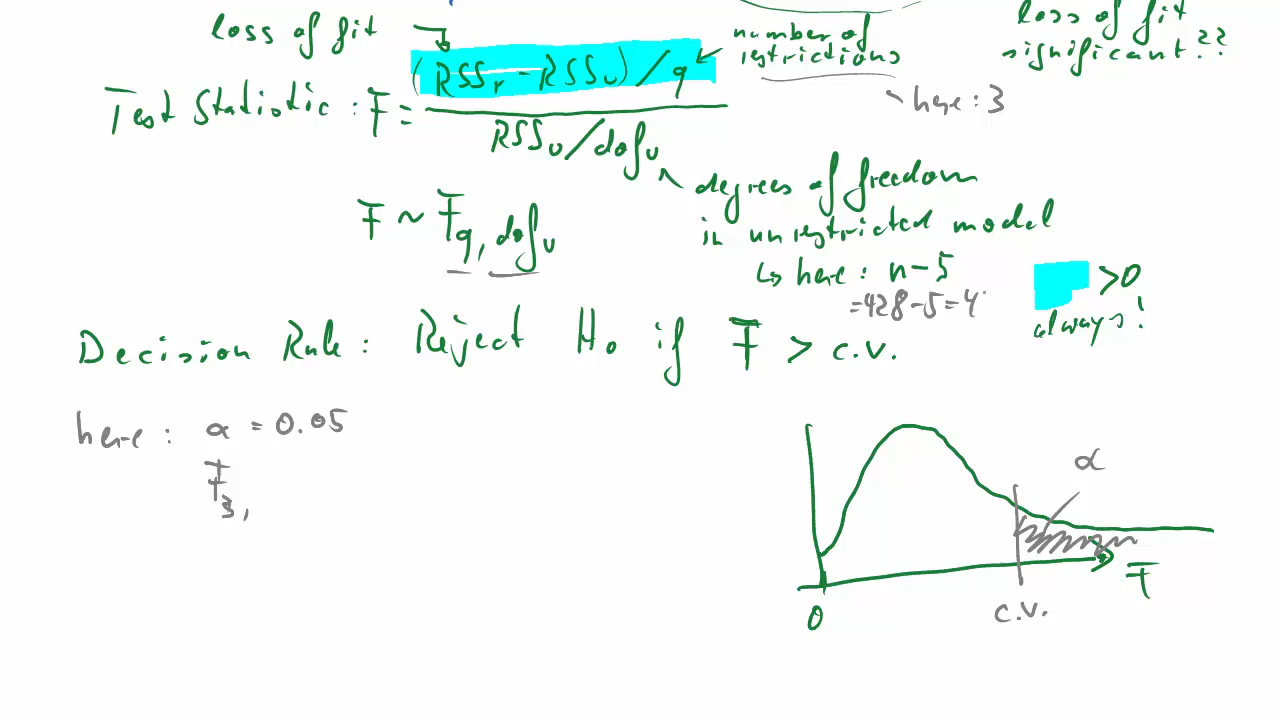 loss of fit
number of
restrictions
loss of fit
significant??
here: 3
Test Statistic: F = (RSSr - RSSu) / q
RSSu / dofu
degrees of freedom
in unrestricted model
F ~ Fq, dofu
↳ here: n-5
= 428-5=4
>0
always!
Decision Rule: Reject Ho if F > c.v.
here: α = 0.05
F3,
α
F
0
c.v.